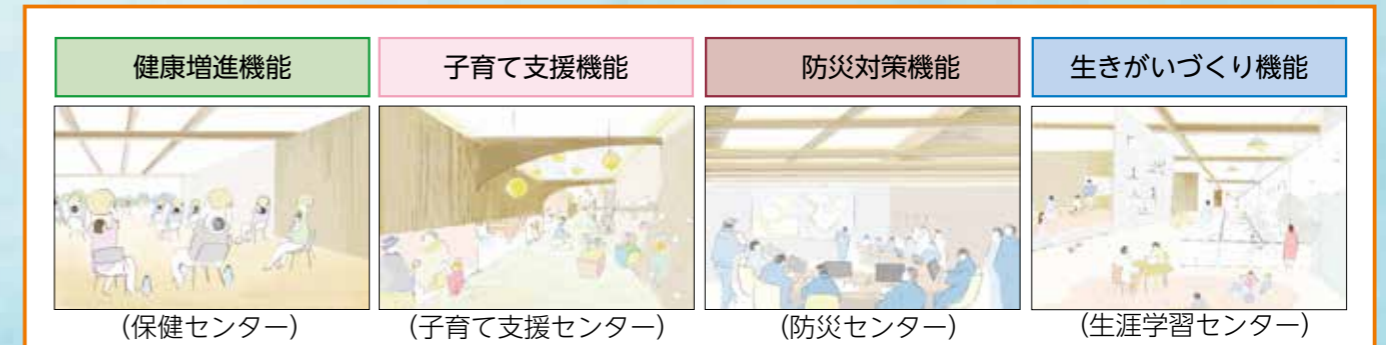 健康増進機能
子育て支援機能
防災対策機能
生きがいづくり機能
(保健センター)
(子育て支援センター)
(防災センター)
(生涯学習センター)